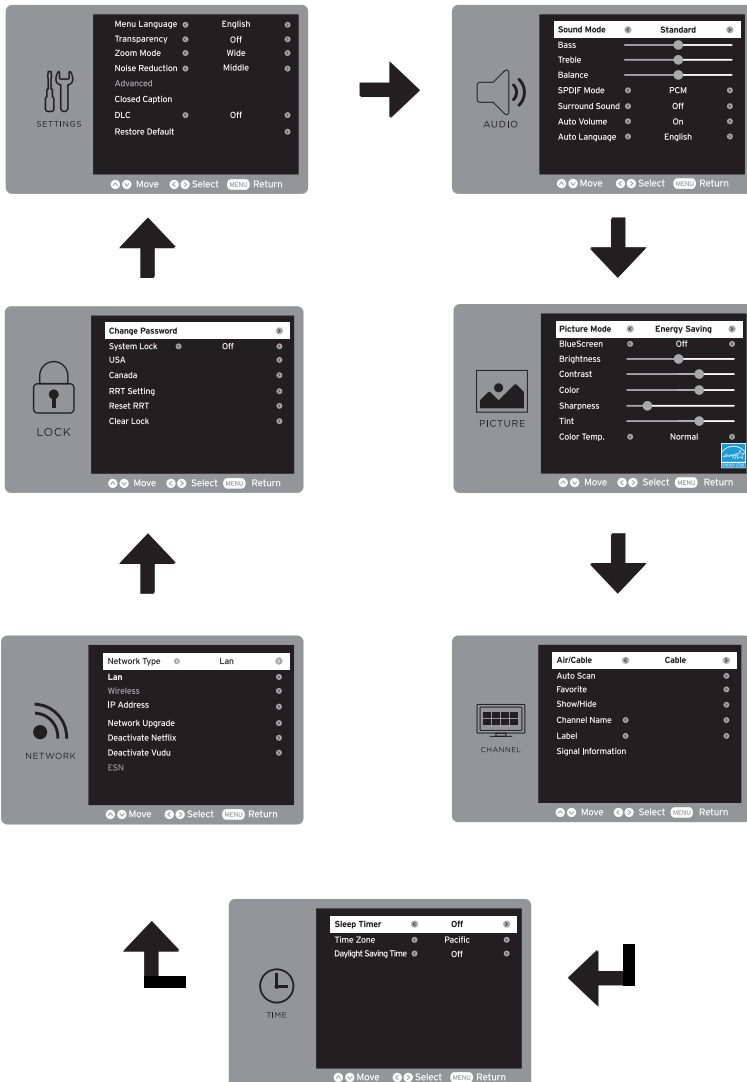 SETTINGS
Menu Language English
Transparency Off
Zoom Mode Wide
Noise Reduction Middle
Advanced
Closed Caption
DLC Off
Restore Default
Move Select MENU Return
AUDIO
Sound Mode Standard
Bass
Treble
Balance
SPDIF Mode PCM
Surround Sound Off
Auto Volume On
Auto Language English
Move Select MENU Return
LOCK
Change Password
System Lock Off
USA
Canada
RRT Setting
Reset RRT
Clear Lock
Move Select MENU Return
PICTURE
Picture Mode Energy Saving
BlueScreen Off
Brightness
Contrast
Color
Sharpness
Tint
Color Temp. Normal
ENERGY STAR
Move Select MENU Return
NETWORK
Network Type Lan
Lan
Wireless
IP Address
Network Upgrade
Deactivate Netflix
Deactivate Vudu
ESN
Move Select MENU Return
CHANNEL
Air/Cable Cable
Auto Scan
Favorite
Show/Hide
Channel Name
Label
Signal Information
Move Select MENU Return
TIME
Sleep Timer Off
Time Zone Pacific
Daylight Saving Time Off
Move Select MENU Return